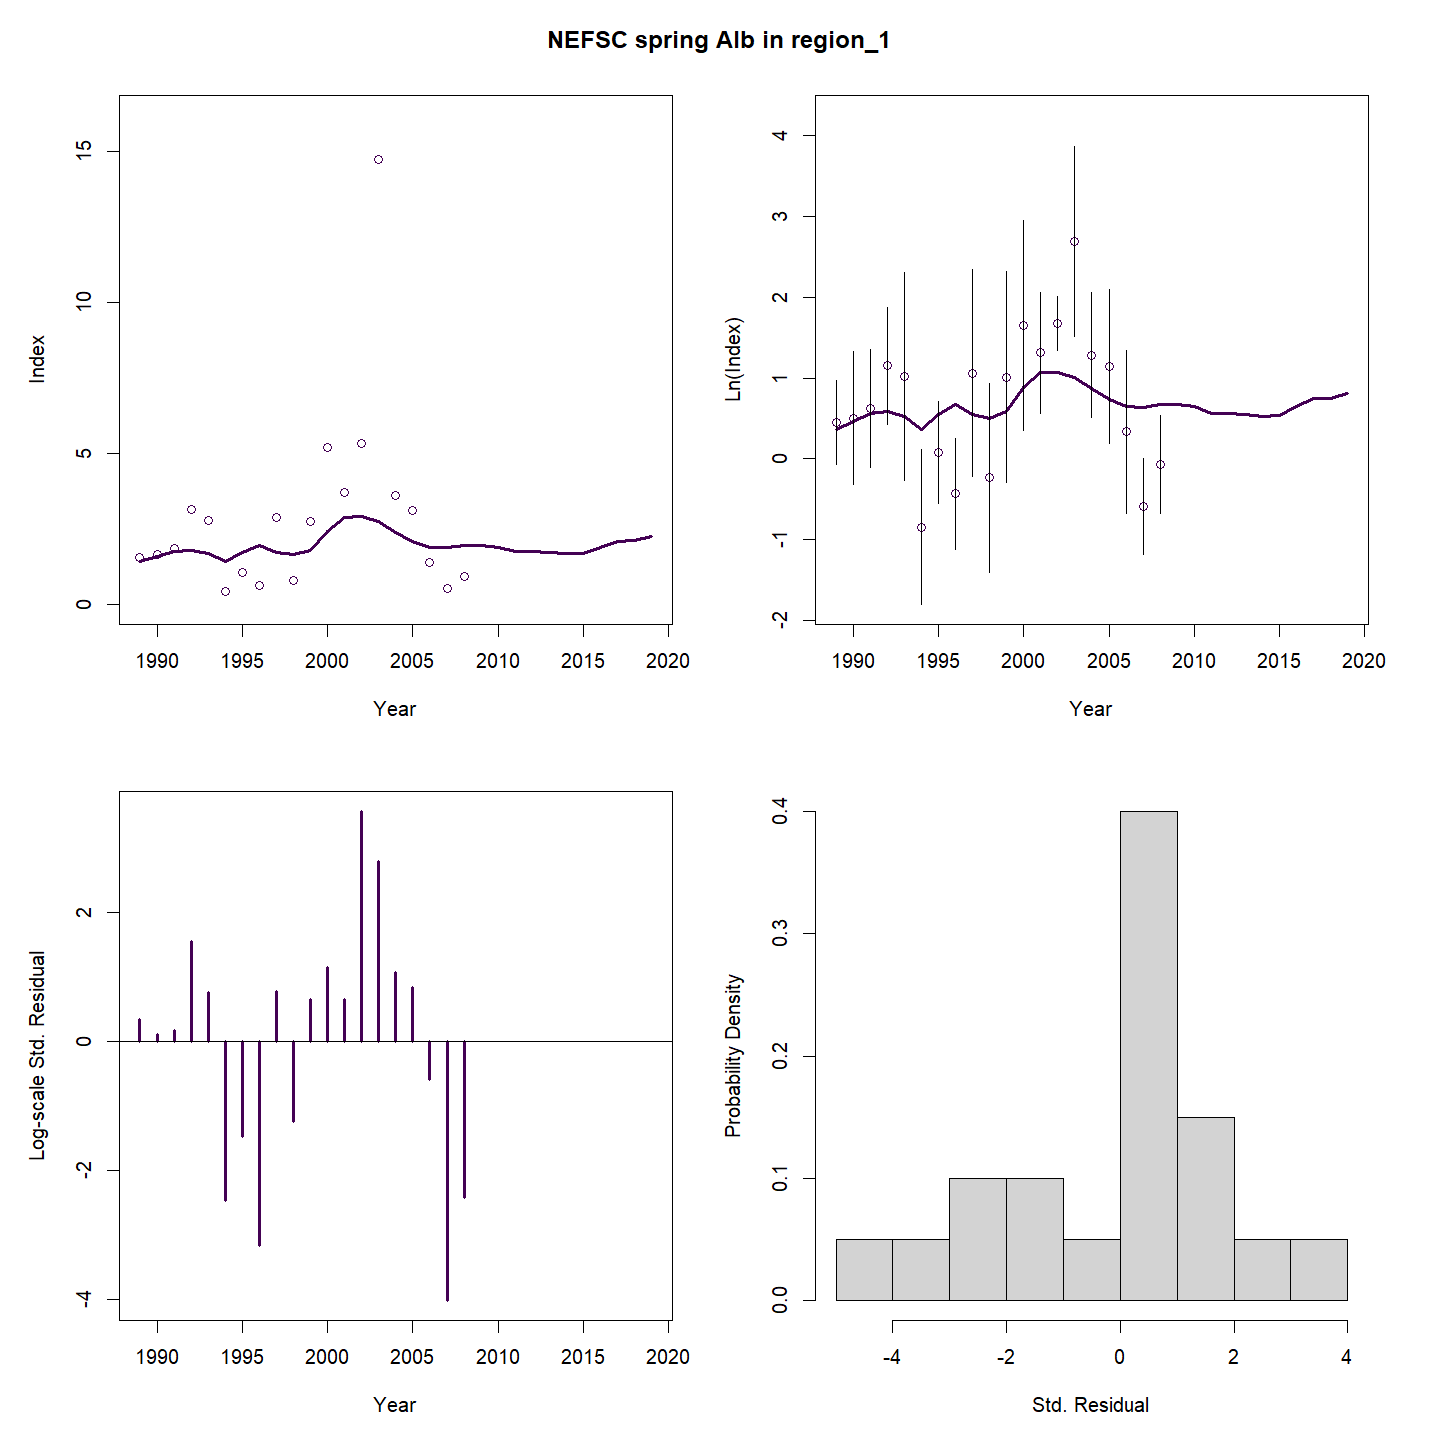 NEFSC spring Alb in region_1
Index
0
5
10
15
1990 1995 2000 2005 2010 2015 2020
Year
Ln(Index)
-2
-1
0
1
2
3
4
1990 1995 2000 2005 2010 2015 2020
Year
Log-scale Std. Residual
-4
-2
0
2
1990 1995 2000 2005 2010 2015 2020
Year
Probability Density
0.0
0.1
0.2
0.3
0.4
-4 -2 0 2 4
Std. Residual